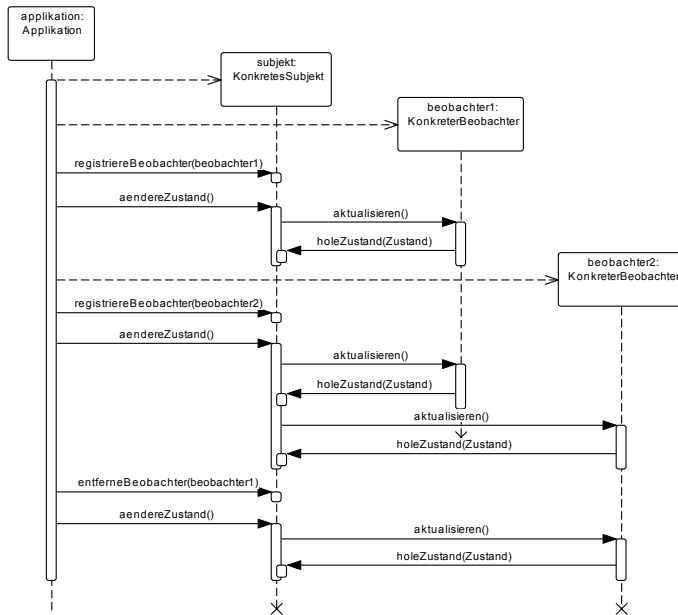 applikation:
Applikation
subjekt:
KonkretesSubjekt
beobachter1:
KonkreterBeobachter
registriereBeobachter(beobachter1)
aendereZustand()
aktualisieren()
holeZustand(Zustand)
beobachter2:
KonkreterBeobachter
registriereBeobachter(beobachter2)
aendereZustand()
aktualisieren()
holeZustand(Zustand)
aktualisieren()
holeZustand(Zustand)
entferneBeobachter(beobachter1)
aendereZustand()
aktualisieren()
holeZustand(Zustand)